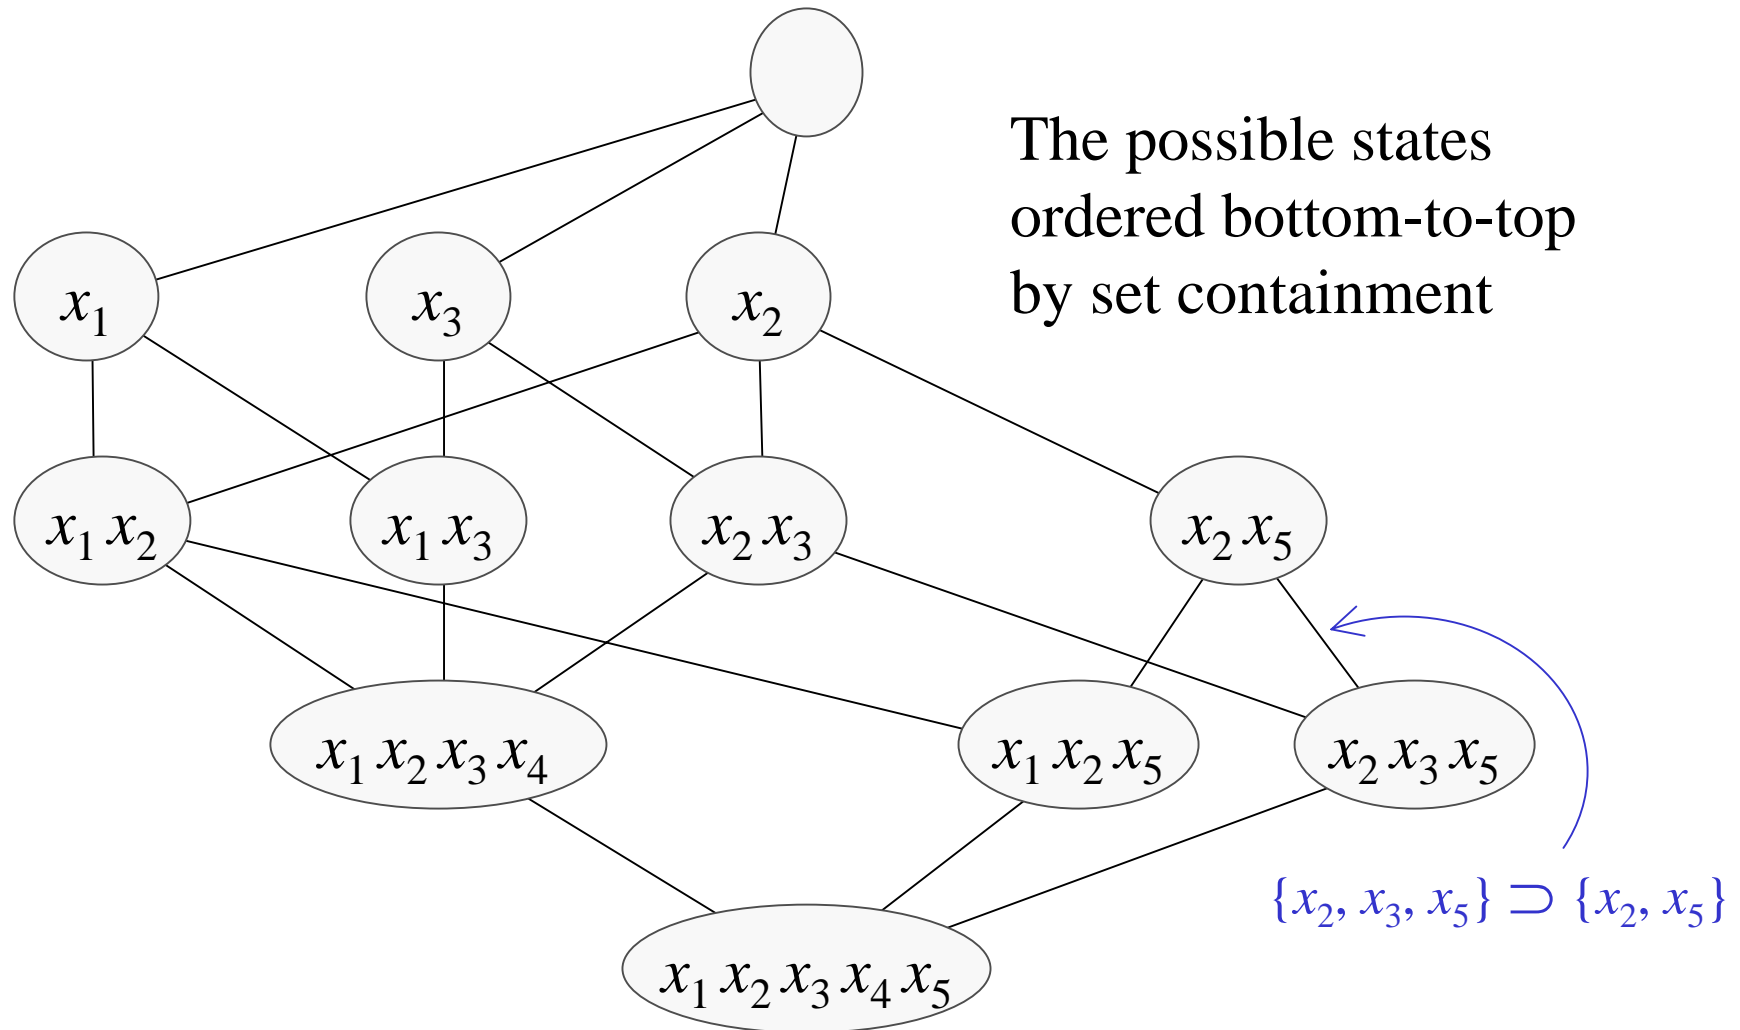 The possible states
ordered bottom-to-top
by set containment
x₁
x₃
x₂
x₁ x₂
x₁ x₃
x₂ x₃
x₂ x₅
x₁ x₂ x₃ x₄
x₁ x₂ x₅
x₂ x₃ x₅
{x₂, x₃, x₅} ⊃ {x₂, x₅}
x₁ x₂ x₃ x₄ x₅